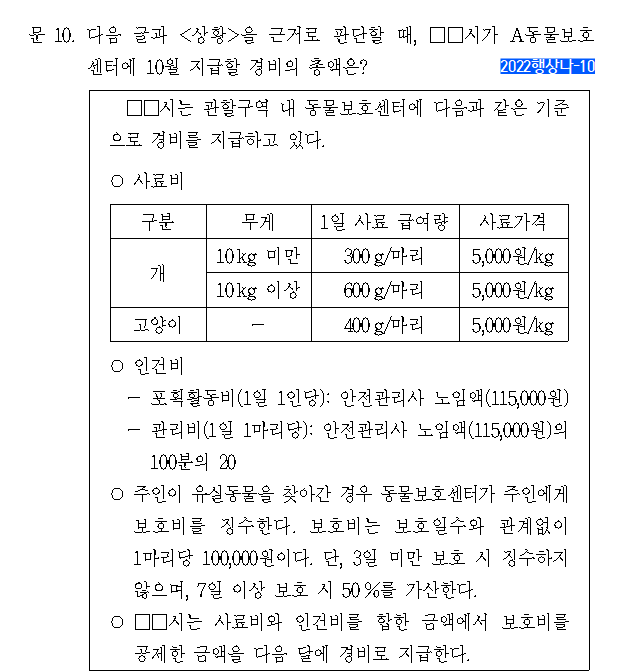 문 10. 다음 글과 <상황>을 근거로 판단할 때, □□시가 A동물보호
센터에 10월 지급할 경비의 총액은?
2022행상나-10
□□시는 관할구역 내 동물보호센터에 다음과 같은 기준
으로 경비를 지급하고 있다.
○ 사료비
구분 무게 1일 사료 급여량 사료가격
개 10 kg 미만 300 g/마리 5,000원/kg
10 kg 이상 600 g/마리 5,000원/kg
고양이 - 400 g/마리 5,000원/kg
○ 인건비
- 포획활동비(1일 1인당): 안전관리사 노임액(115,000원)
- 관리비(1일 1마리당): 안전관리사 노임액(115,000원)의
100분의 20
○ 주인이 유실동물을 찾아간 경우 동물보호센터가 주인에게
보호비를 징수한다. 보호비는 보호일수와 관계없이
1마리당 100,000원이다. 단, 3일 미만 보호 시 징수하지
않으며, 7일 이상 보호 시 50 %를 가산한다.
○ □□시는 사료비와 인건비를 합한 금액에서 보호비를
공제한 금액을 다음 달에 경비로 지급한다.